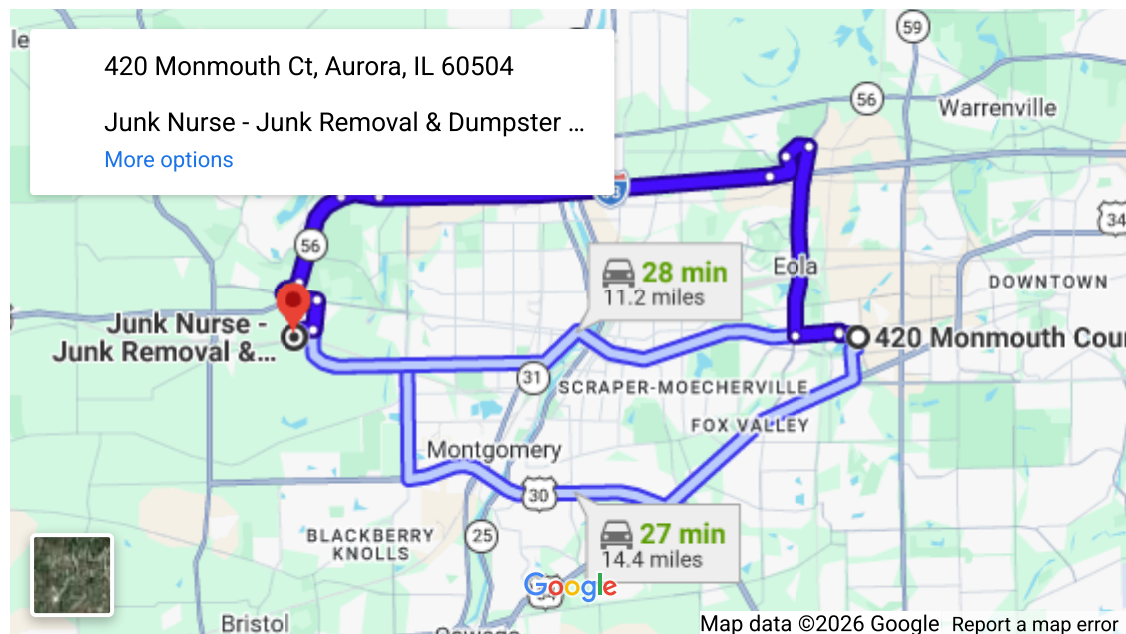 420 Monmouth Ct, Aurora, IL 60504
Junk Nurse - Junk Removal & Dumpster ...
More options
le
59
56
Warrenville
34
56
28 min
11.2 miles
Eola
DOWNTOWN
Junk Nurse -
Junk Removal &...
420 Monmouth Cour
31
SCRAPER-MOECHERVILLE
FOX VALLEY
Montgomery
30
BLACKBERRY
KNOLLS
25
27 min
14.4 miles
Google
Bristol
Oswego
Map data ©2026 Google
Report a map error